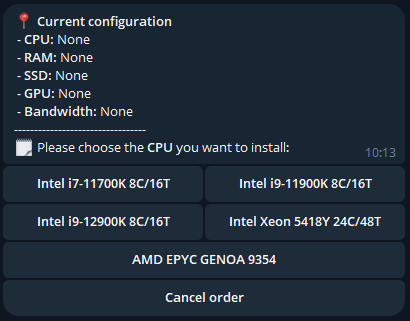 📍 Current configuration
- CPU: None
- RAM: None
- SSD: None
- GPU: None
- Bandwidth: None
--------------------------------
🗒 Please choose the CPU you want to install:
10:13
Intel i7-11700K 8C/16T
Intel i9-11900K 8C/16T
Intel i9-12900K 8C/16T
Intel Xeon 5418Y 24C/48T
AMD EPYC GENOA 9354
Cancel order